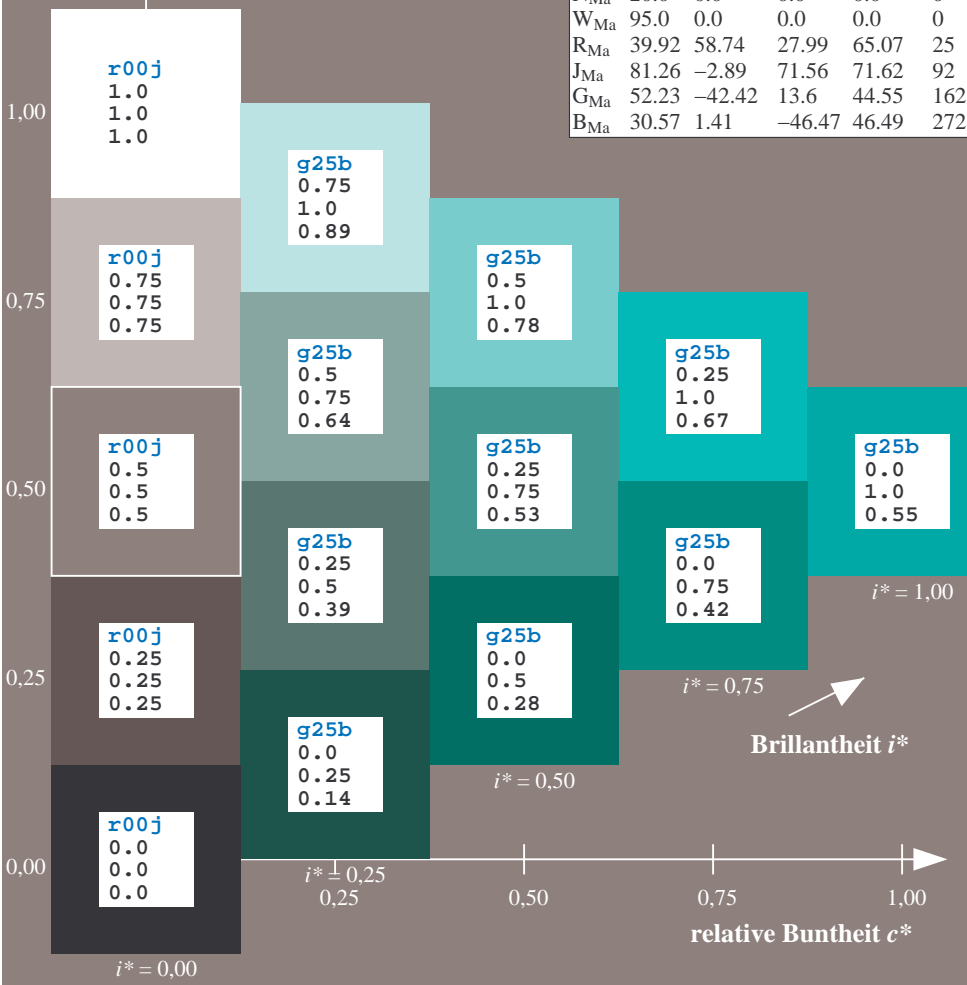 W_Ma 95.0 0.0 0.0 0.0 0
R_Ma 39.92 58.74 27.99 65.07 25
J_Ma 81.26 −2.89 71.56 71.62 92
G_Ma 52.23 −42.42 13.6 44.55 162
B_Ma 30.57 1.41 −46.47 46.49 272
1,00
r00j
1.0
1.0
1.0
g25b
0.75
1.0
0.89
0,75
r00j
0.75
0.75
0.75
g25b
0.5
1.0
0.78
g25b
0.5
0.75
0.64
g25b
0.25
1.0
0.67
0,50
r00j
0.5
0.5
0.5
g25b
0.25
0.75
0.53
g25b
0.0
1.0
0.55
i* = 1,00
g25b
0.25
0.5
0.39
g25b
0.0
0.75
0.42
i* = 0,75
0,25
r00j
0.25
0.25
0.25
g25b
0.0
0.5
0.28
i* = 0,50
Brillantheit i*
g25b
0.0
0.25
0.14
i* = 0,25
0,00
r00j
0.0
0.0
0.0
i* = 0,00
0,25 0,50 0,75 1,00
relative Buntheit c*